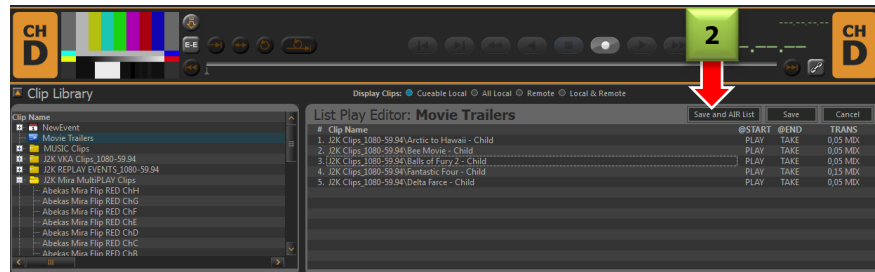 CH
D
E-E
1
2
---.--.--
--.--.--
CH
D
Clip Library
Display Clips: Cueable Local All Local Remote Local & Remote
Clip Name
NewEvent
Movie Trailers
MUSIC Clips
J2K VKA Clips_1080-59.94
J2K REPLAY EVENTS_1080-59.94
J2K Mira MultiPLAY Clips
Abekas Mira Flip RED ChH
Abekas Mira Flip RED ChG
Abekas Mira Flip RED ChF
Abekas Mira Flip RED ChE
Abekas Mira Flip RED ChD
Abekas Mira Flip RED ChC
Abekas Mira Flip RED ChB
List Play Editor: Movie Trailers
Save and AIR List Save Cancel
# Clip Name @START @END TRANS
1. J2K Clips_1080-59.94\Arctic to Hawaii - Child PLAY TAKE 0,05 MIX
2. J2K Clips_1080-59.94\Bee Movie - Child PLAY TAKE 0,05 MIX
3. J2K Clips_1080-59.94\Balls of Fury 2 - Child PLAY TAKE 0,05 MIX
4. J2K Clips_1080-59.94\Fantastic Four - Child PLAY TAKE 0,15 MIX
5. J2K Clips_1080-59.94\Delta Farce - Child PLAY TAKE 0,05 MIX